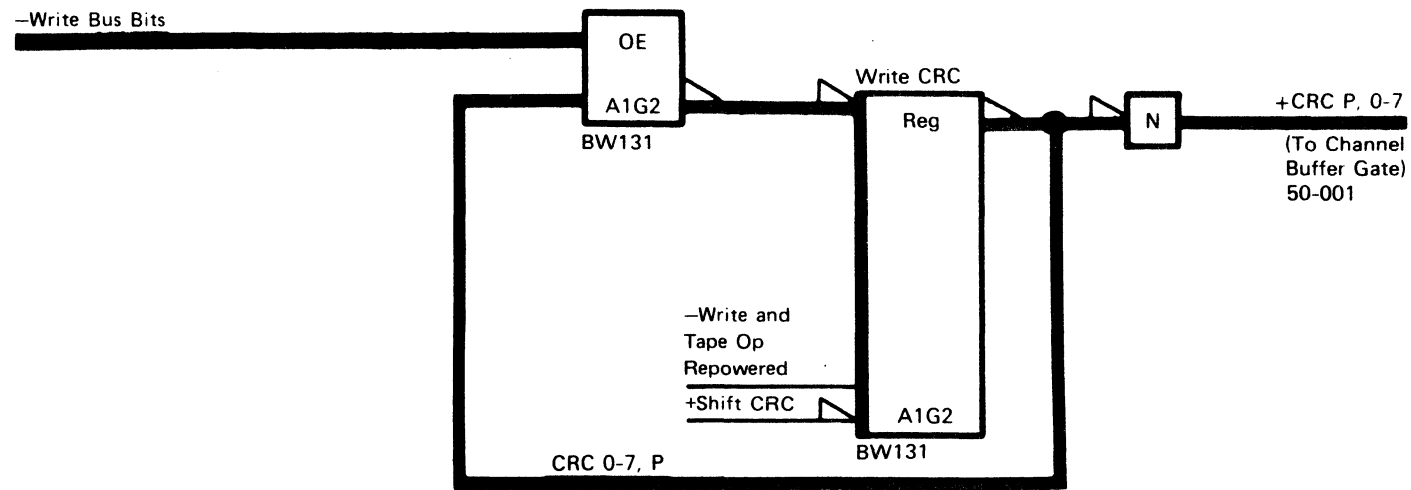 —Write Bus Bits
OE
A1G2
BW131
Write CRC
Reg
N
+CRC P, 0-7
(To Channel
Buffer Gate)
50-001
—Write and
Tape Op
Repowered
+Shift CRC
A1G2
BW131
CRC 0-7, P